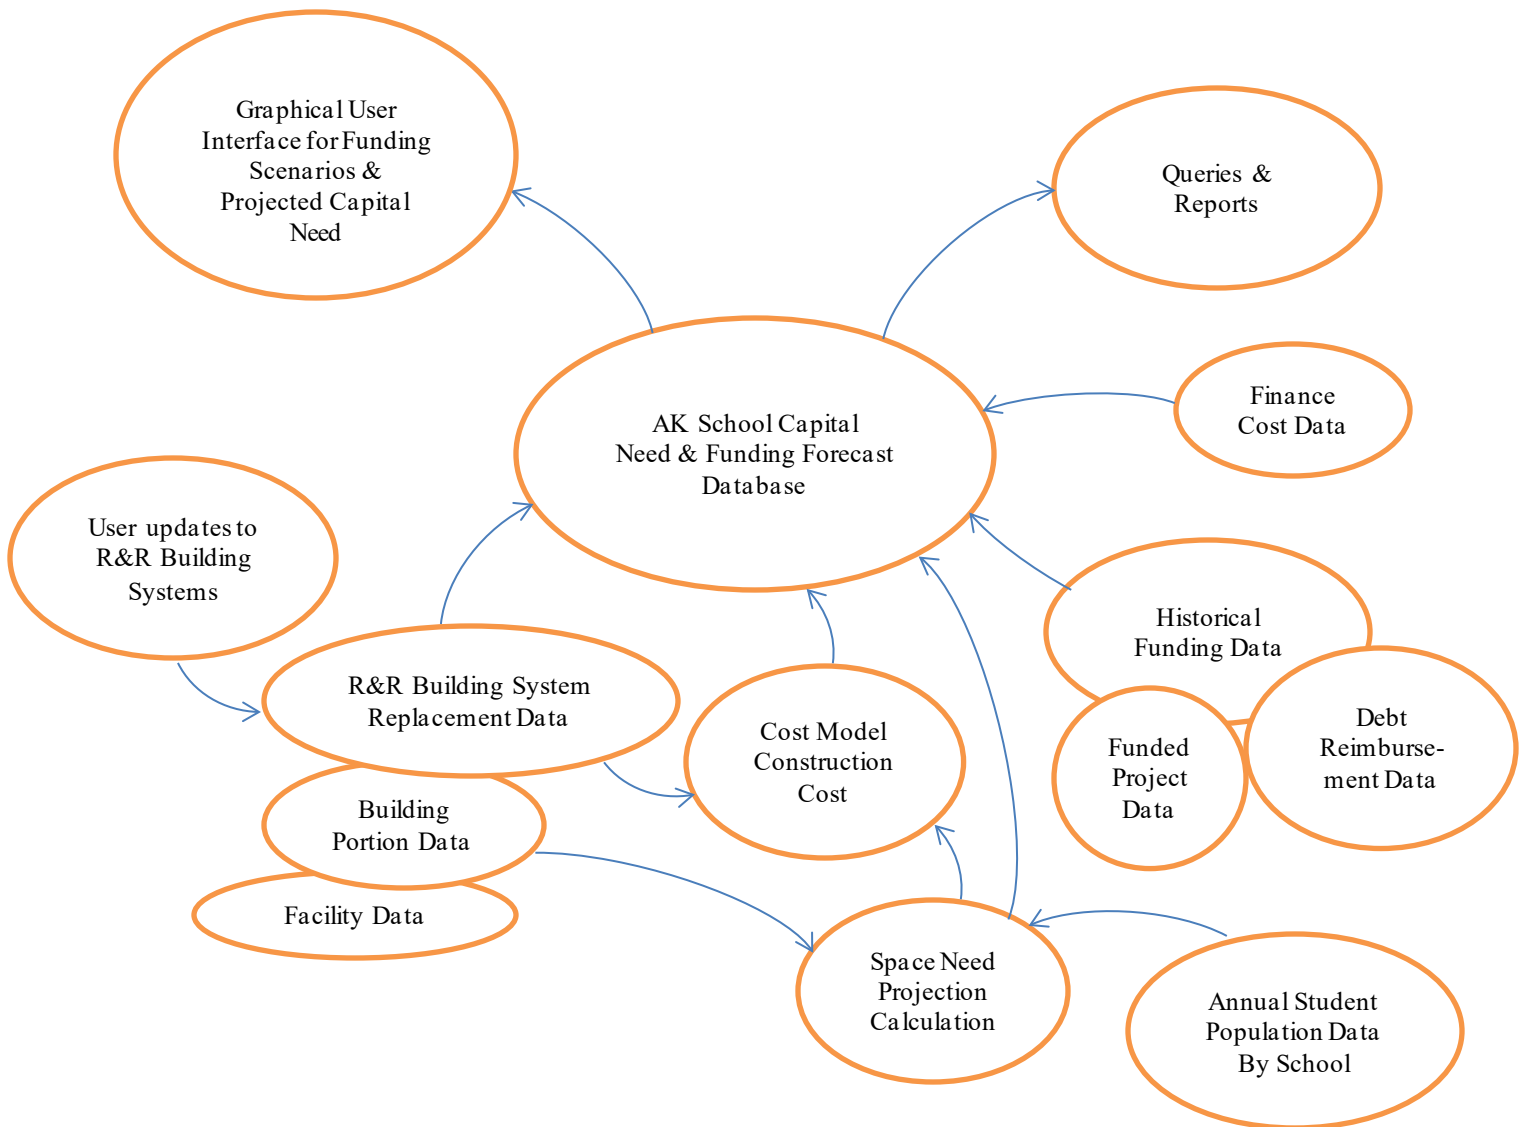 Graphical User
Interface for Funding
Scenarios &
Projected Capital
Need
Queries &
Reports
Finance
Cost Data
AK School Capital
Need & Funding Forecast
Database
User updates to
R&R Building
Systems
Historical
Funding Data
R&R Building System
Replacement Data
Cost Model
Construction
Cost
Funded
Project
Data
Debt
Reimburse-
ment Data
Building
Portion Data
Facility Data
Space Need
Projection
Calculation
Annual Student
Population Data
By School